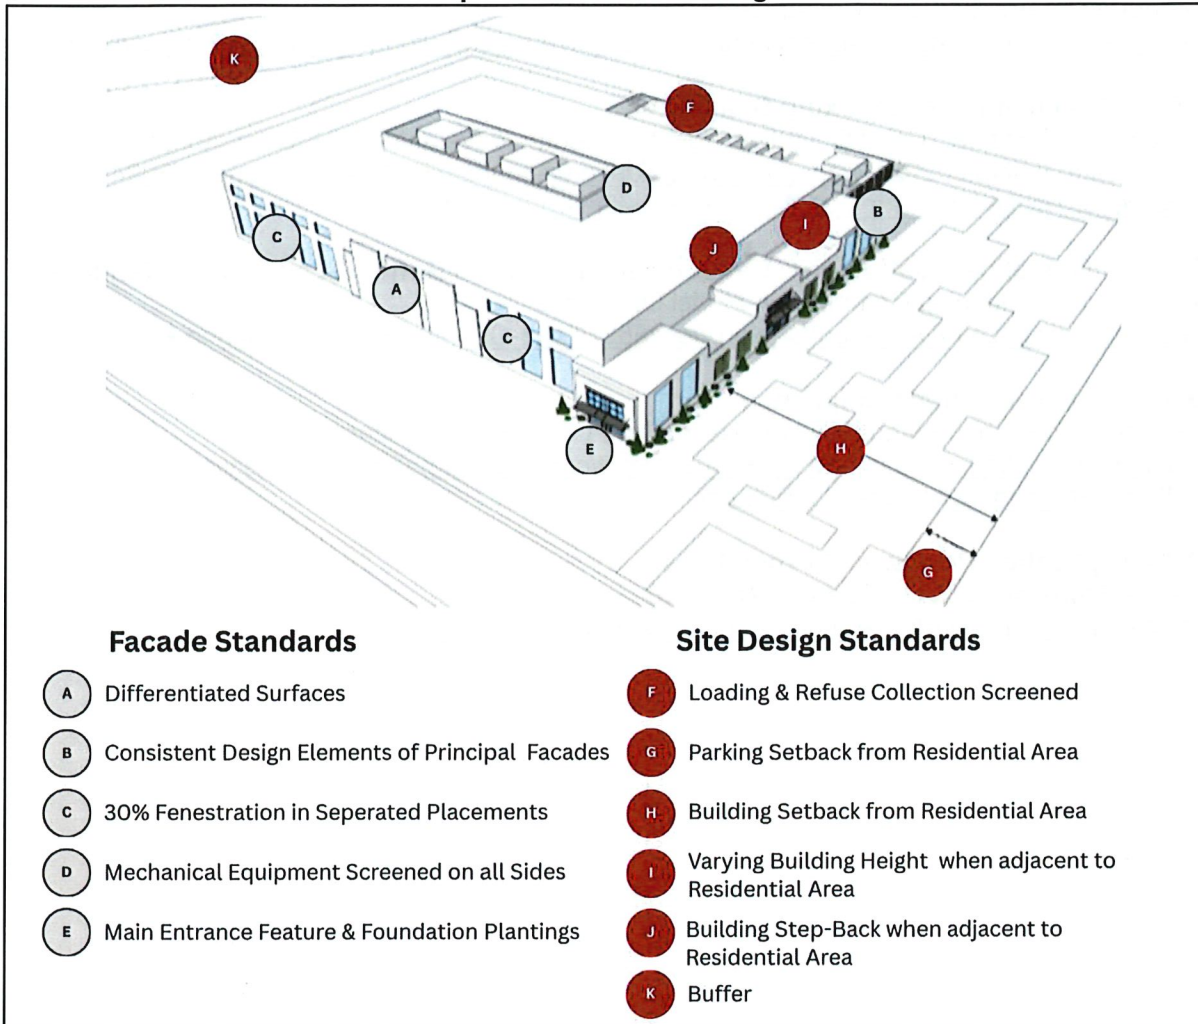 K
F
D
B
I
C
J
A
C
E
H
G
Facade Standards
Site Design Standards
A Differentiated Surfaces
B Consistent Design Elements of Principal Facades
C 30% Fenestration in Seperated Placements
D Mechanical Equipment Screened on all Sides
E Main Entrance Feature & Foundation Plantings
F Loading & Refuse Collection Screened
G Parking Setback from Residential Area
H Building Setback from Residential Area
I Varying Building Height when adjacent to
Residential Area
J Building Step-Back when adjacent to
Residential Area
K Buffer